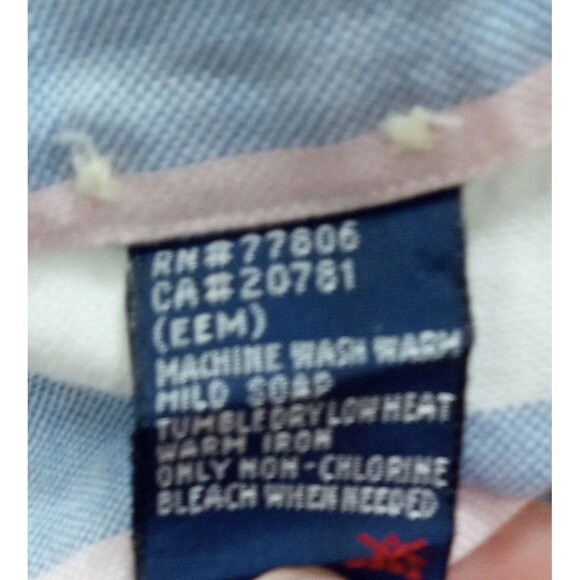 RN#77806
CA#20781
(EEM)
MACHINE WASH WARM
MILD SOAP
TUMBLE DRY LOW HEAT
WARM IRON
ONLY NON-CHLORINE
BLEACH WHEN NEEDED